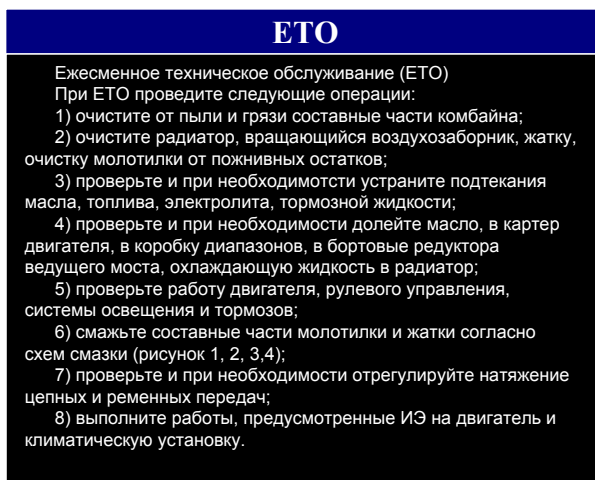 ЕТО
Ежесменное техническое обслуживание (ЕТО)
При ЕТО проведите следующие операции:
1) очистите от пыли и грязи составные части комбайна;
2) очистите радиатор, вращающийся воздухозаборник, жатку,
очистку молотилки от пожнивных остатков;
3) проверьте и при необходимотсти устраните подтекания
масла, топлива, электролита, тормозной жидкости;
4) проверьте и при необходимости долейте масло, в картер
двигателя, в коробку диапазонов, в бортовые редуктора
ведущего моста, охлаждающую жидкость в радиатор;
5) проверьте работу двигателя, рулевого управления,
системы освещения и тормозов;
6) смажьте составные части молотилки и жатки согласно
схем смазки (рисунок 1, 2, 3,4);
7) проверьте и при необходимости отрегулируйте натяжение
цепных и ременных передач;
8) выполните работы, предусмотренные ИЭ на двигатель и
климатическую установку.